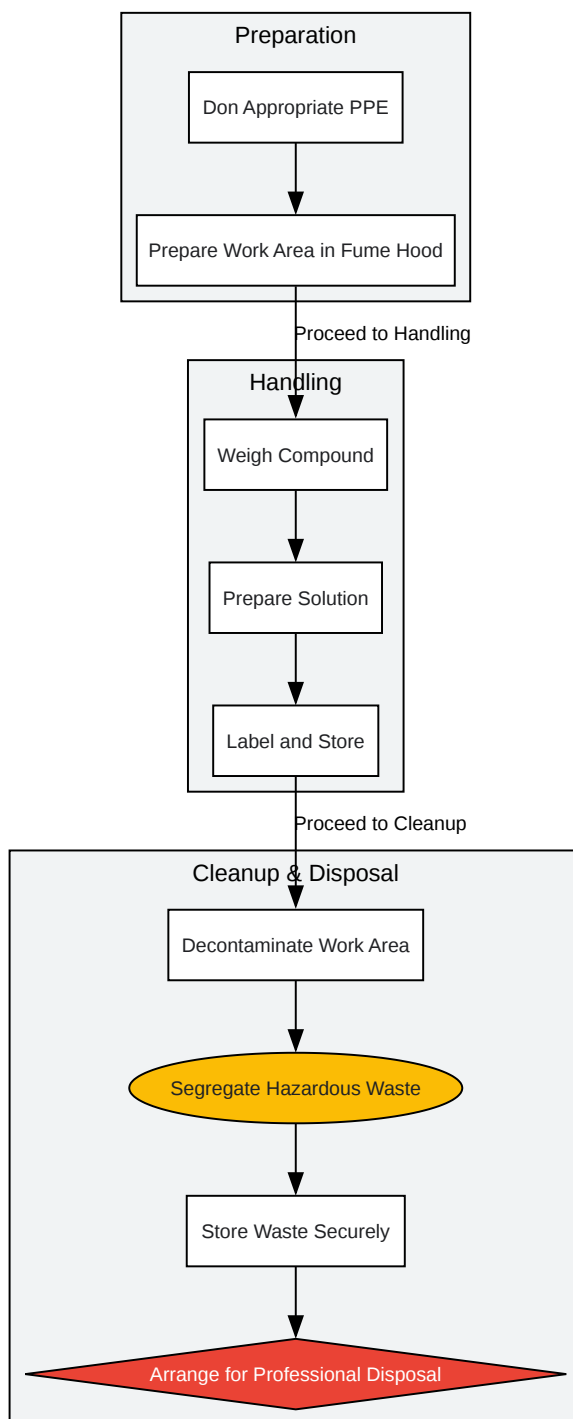 Preparation
Don Appropriate PPE
Prepare Work Area in Fume Hood
Proceed to Handling
Handling
Weigh Compound
Prepare Solution
Label and Store
Proceed to Cleanup
Cleanup & Disposal
Decontaminate Work Area
Segregate Hazardous Waste
Store Waste Securely
Arrange for Professional Disposal